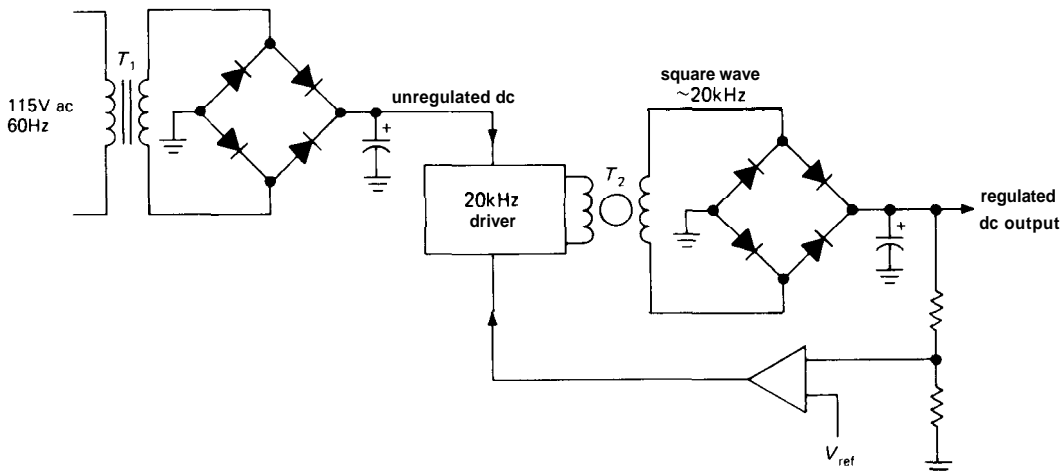 115V ac
60Hz
T1
unregulated dc
20kHz
driver
T2
square wave
~20kHz
regulated
dc output
+
+
Vref